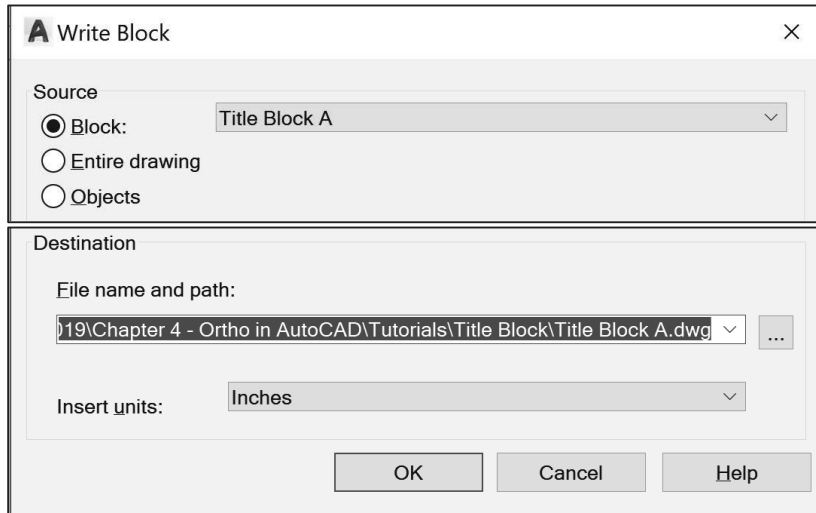 Write Block
Source
Block:
Title Block A
Entire drawing
Objects
Destination
File name and path:
19\Chapter 4 - Ortho in AutoCAD\Tutorials\Title Block\Title Block A.dwg
...
Insert units:
Inches
OK
Cancel
Help